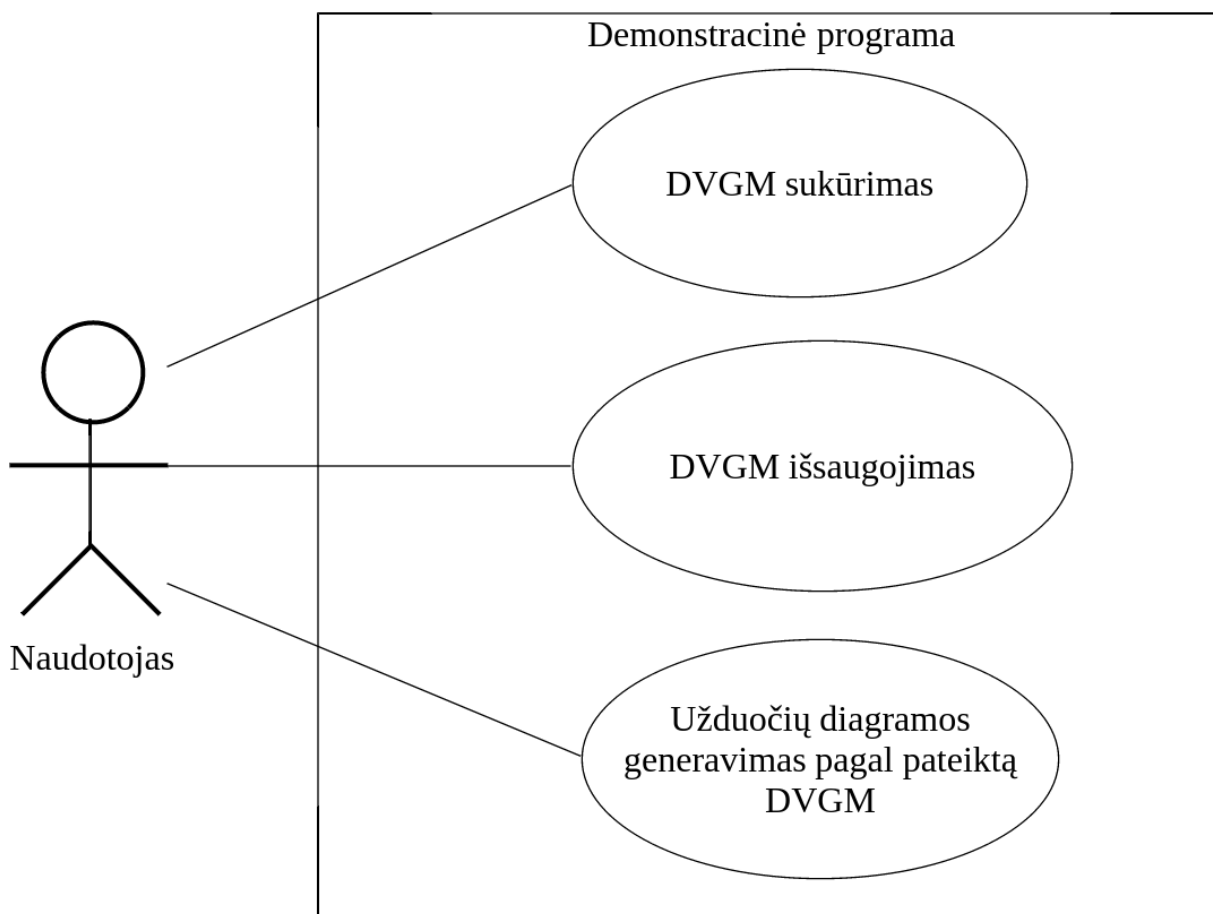 Demonstracinė programa
DVGM sukūrimas
DVGM išsaugojimas
Naudotojas
Užduočių diagramos
generavimas pagal pateiktą
DVGM